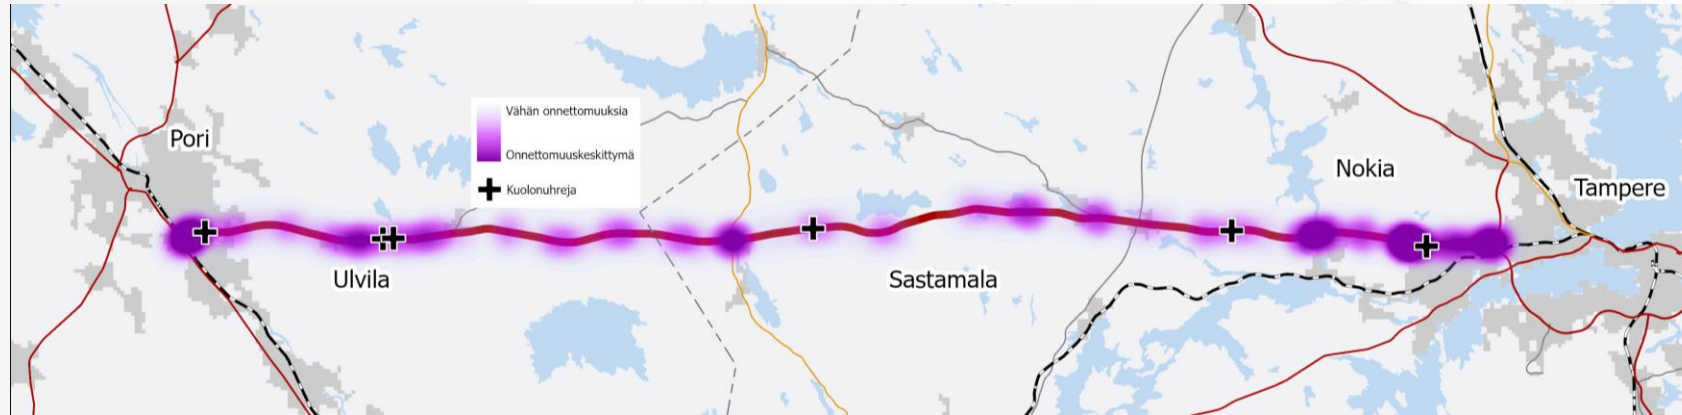 Pori
Vähän onnettomuuksia
Onnettomuuskeskittymä
Kuolonuhreja
Nokia
Tampere
Ulvila
Sastamala